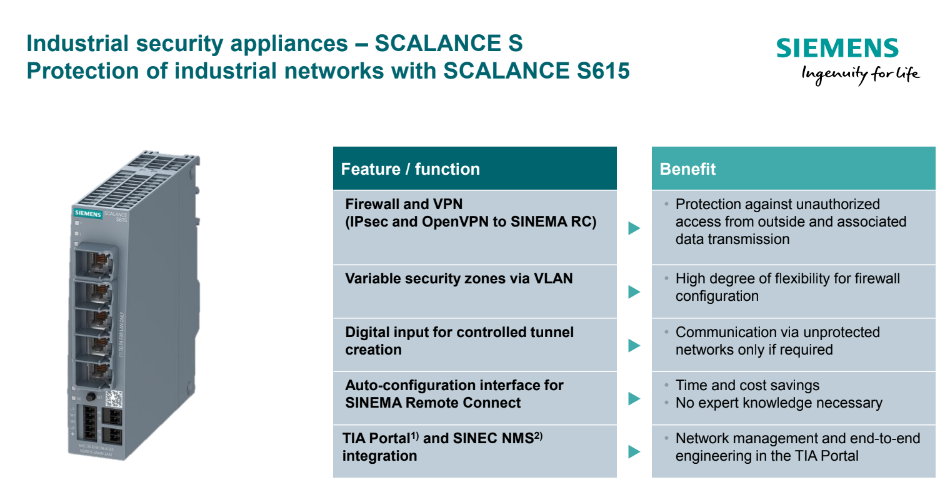 Industrial security appliances – SCALANCE S
Protection of industrial networks with SCALANCE S615
SIEMENS
Ingenuity for life
SIEMENS SCALANCE
S615
Feature / function
Benefit
Firewall and VPN
(IPsec and OpenVPN to SINEMA RC)
• Protection against unauthorized
access from outside and associated
data transmission
Variable security zones via VLAN
• High degree of flexibility for firewall
configuration
Digital input for controlled tunnel
creation
• Communication via unprotected
networks only if required
Auto-configuration interface for
SINEMA Remote Connect
• Time and cost savings
• No expert knowledge necessary
TIA Portal1) and SINEC NMS2)
integration
• Network management and end-to-end
engineering in the TIA Portal